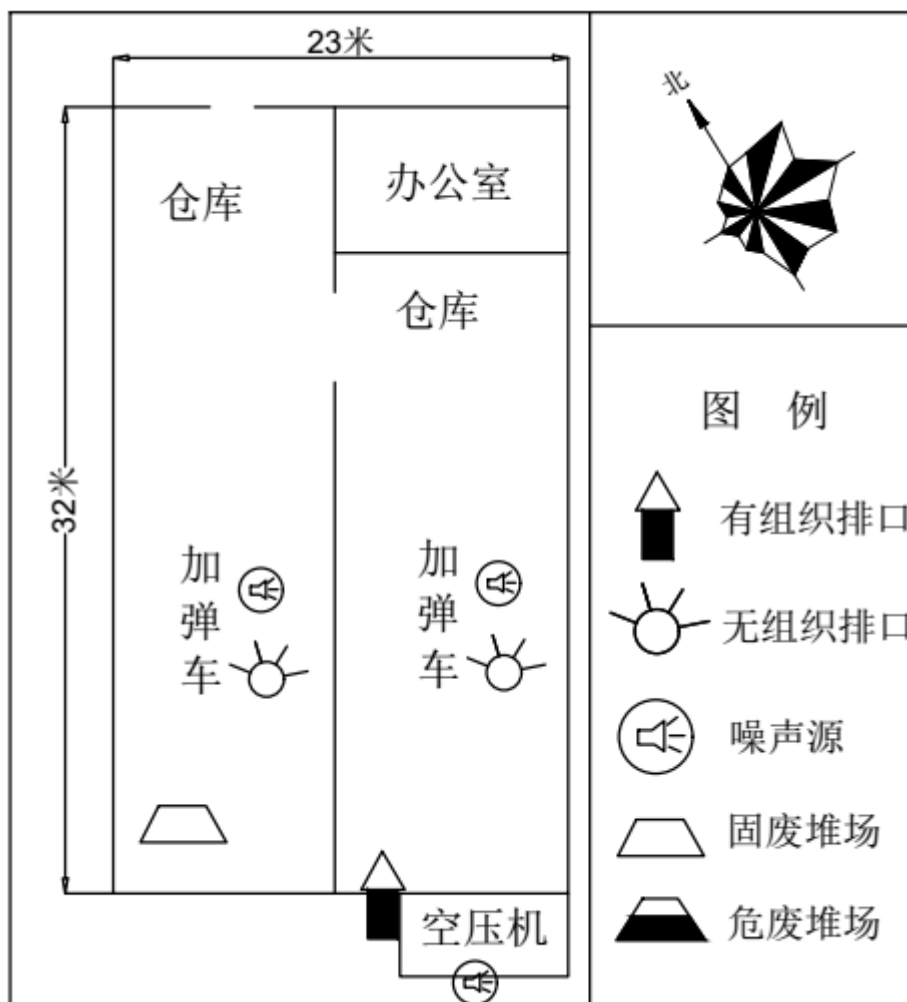 23米
北
办公室
仓库
仓库
32米
加弹车
加弹车
空压机
图 例
有组织排口
无组织排口
噪声源
固废堆场
危废堆场